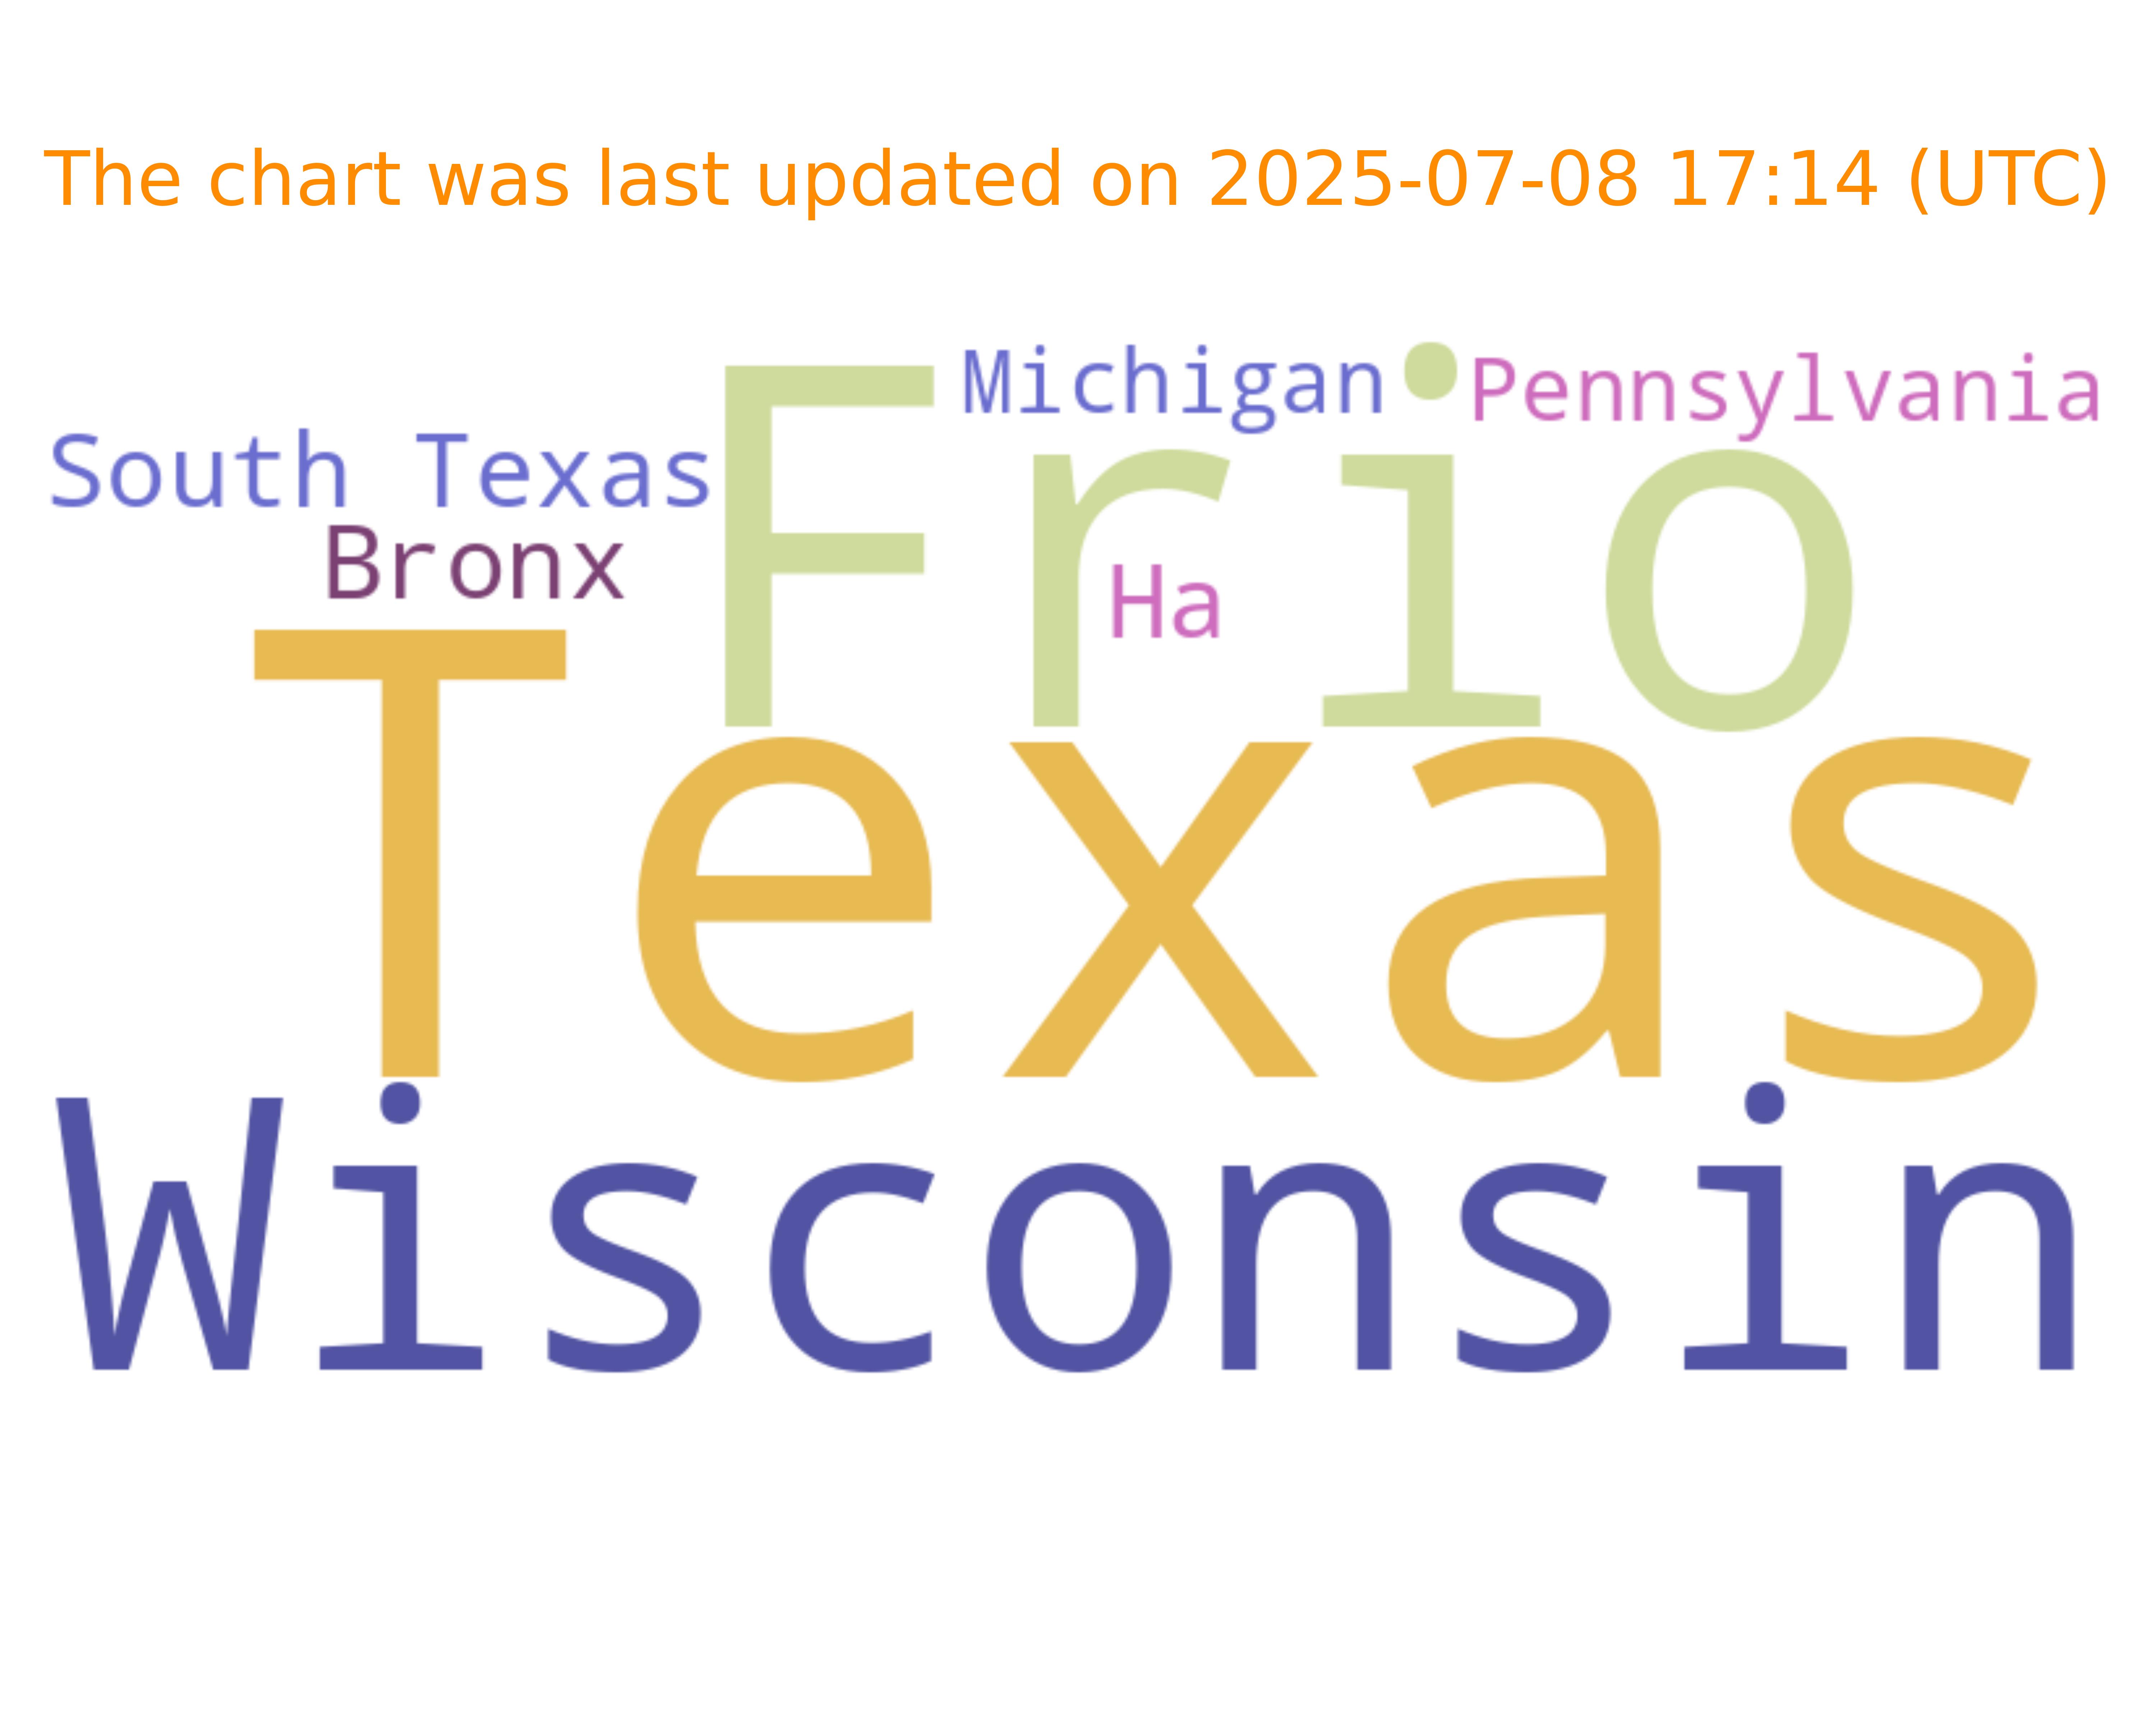 The chart was last updated on 2025-07-08 17:14 (UTC)
Michigan
Pennsylvania
South Texas
Frio
Bronx
Ha
Texas
Wisconsin